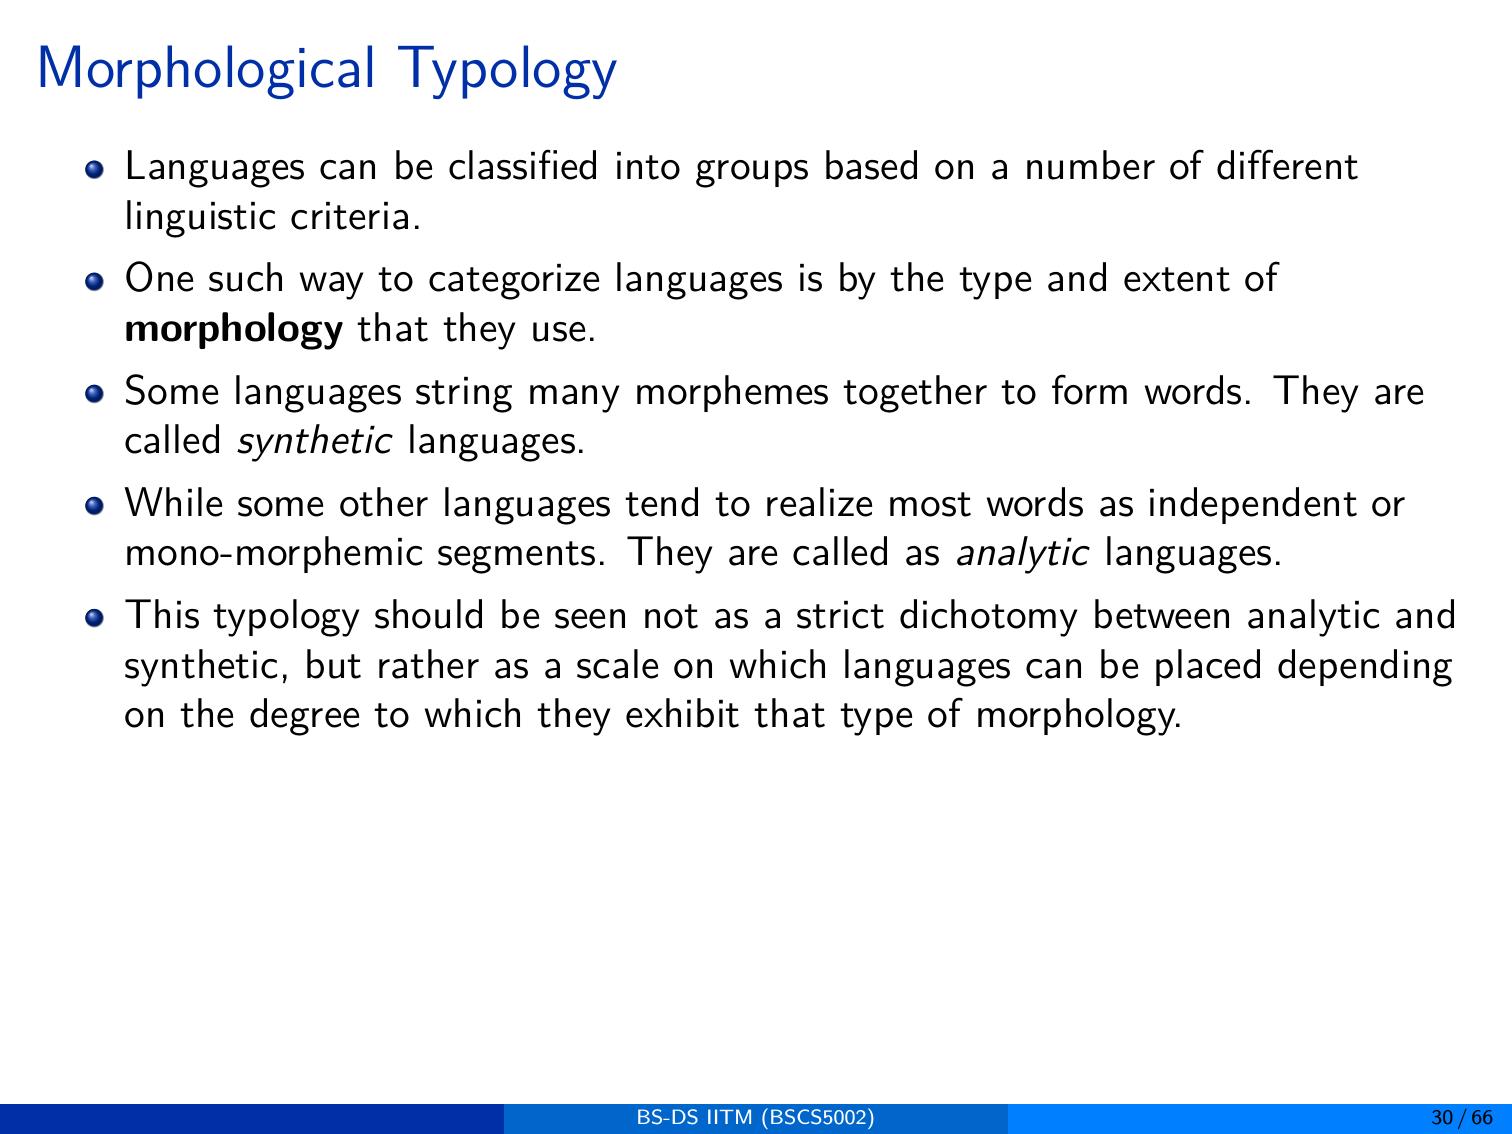 Morphological Typology
Languages can be classified into groups based on a number of different
linguistic criteria.
One such way to categorize languages is by the type and extent of
morphology that they use.
Some languages string many morphemes together to form words. They are
called synthetic languages.
While some other languages tend to realize most words as independent or
mono-morphemic segments. They are called as analytic languages.
This typology should be seen not as a strict dichotomy between analytic and
synthetic, but rather as a scale on which languages can be placed depending
on the degree to which they exhibit that type of morphology.
BS-DS IITM (BSCS5002)
30 / 66